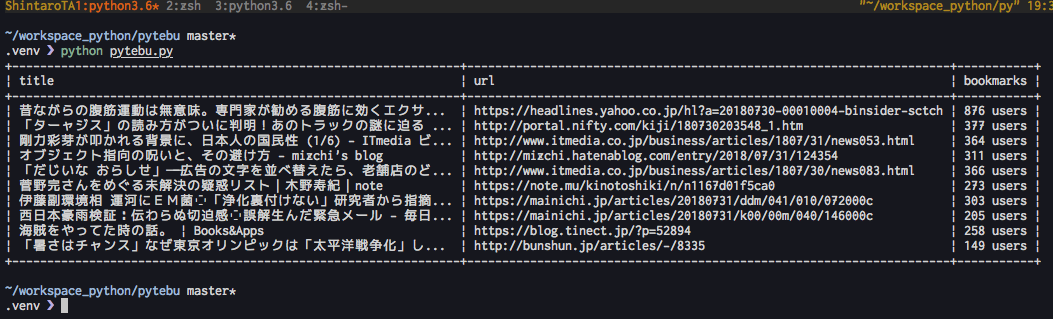 ShintaroTA1:python3.6* 2:zsh 3:python3.6 4:zsh- "~/workspace_python/py" 19:3
~/workspace_python/pytebu master*
.venv ❯ python pytebu.py
+----+----+----+
| title | url | bookmarks |
+----+----+----+
| 昔ながらの腹筋運動は無意味。専門家が勧める腹筋に効くエクサ... | https://headlines.yahoo.co.jp/hl?a=20180730-00010004-binsider-sctch | 876 users |
| 「ターャジス」の読み方がついに判明！あのトラックの謎に迫る ... | http://portal.nifty.com/kiji/180730203548_1.htm | 377 users |
| 剛力彩芽が叩かれる背景に、日本人の国民性 (1/6) - ITmedia ビ... | http://www.itmedia.co.jp/business/articles/1807/31/news053.html | 364 users |
| オブジェクト指向の呪いと、その避け方 - mizchi's blog | http://mizchi.hatenablog.com/entry/2018/07/31/124354 | 311 users |
| 「だじいな おらしせ」──広告の文字を並べ替えたら、老舗店のど... | http://www.itmedia.co.jp/business/articles/1807/30/news083.html | 366 users |
| 菅野完さんをめぐる未解決の疑惑リスト｜木野寿紀｜note | https://note.mu/kinotoshiki/n/n1167d01f5ca0 | 273 users |
| 伊藤副環境相 運河にＥＭ菌◌「浄化裏付けない」研究者から指摘... | https://mainichi.jp/articles/20180731/ddm/041/010/072000c | 303 users |
| 西日本豪雨検証：伝わらぬ切迫感◌誤解生んだ緊急メール - 毎日... | https://mainichi.jp/articles/20180731/k00/00m/040/146000c | 205 users |
| 海賊をやってた時の話。 | Books&Apps | https://blog.tinect.jp/?p=52894 | 258 users |
| 「暑さはチャンス」なぜ東京オリンピックは「太平洋戦争化」し... | http://bunshun.jp/articles/-/8335 | 149 users |
+----+----+----+
~/workspace_python/pytebu master*
.venv ❯